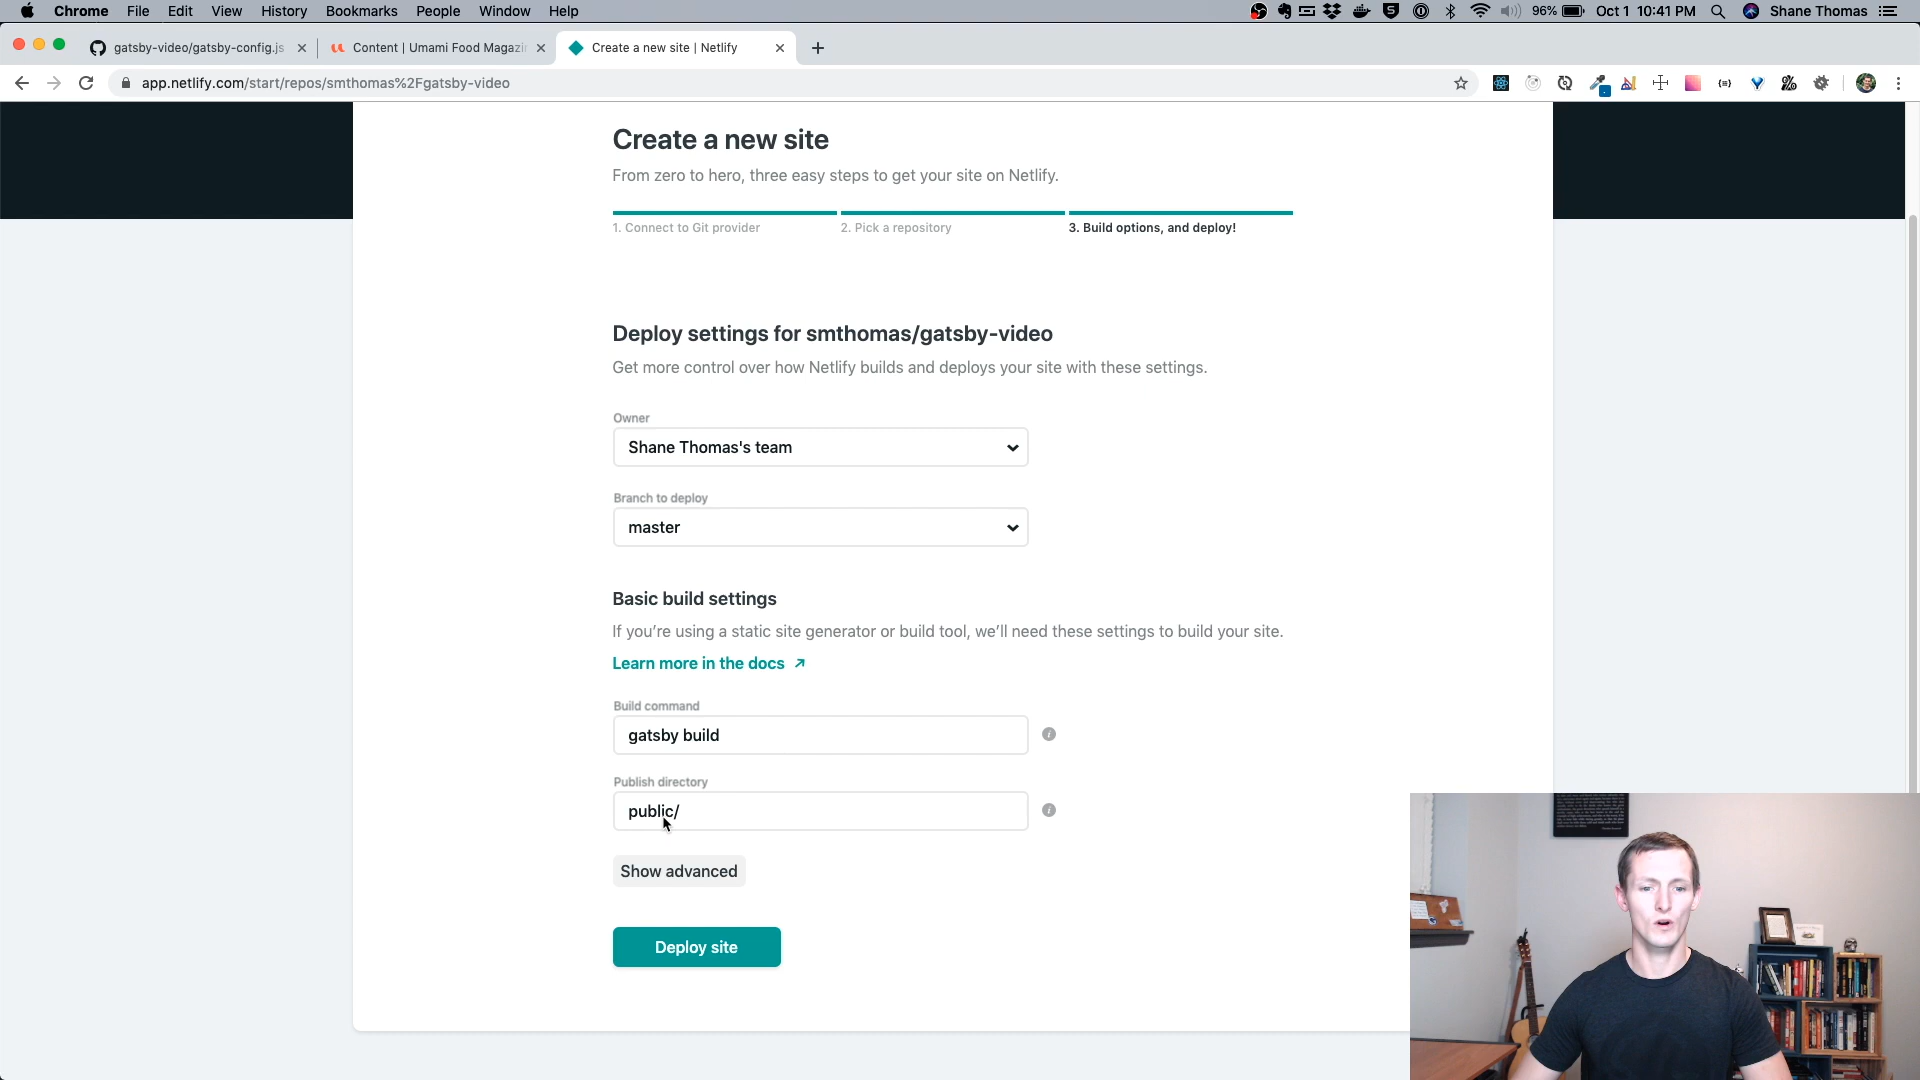 Chrome File Edit View History Bookmarks People Window Help 96% Oct 1 10:41 PM Shane Thomas
gatsby-video/gatsby-config.js Content | Umami Food Magazi Create a new site | Netlify
app.netlify.com/start/repos/smthomas%2Fgatsby-video
Create a new site
From zero to hero, three easy steps to get your site on Netlify.
1. Connect to Git provider 2. Pick a repository 3. Build options, and deploy!
Deploy settings for smthomas/gatsby-video
Get more control over how Netlify builds and deploys your site with these settings.
Owner
Shane Thomas's team
Branch to deploy
master
Basic build settings
If you’re using a static site generator or build tool, we’ll need these settings to build your site.
Learn more in the docs
Build command
gatsby build
Publish directory
public/
Show advanced
Deploy site